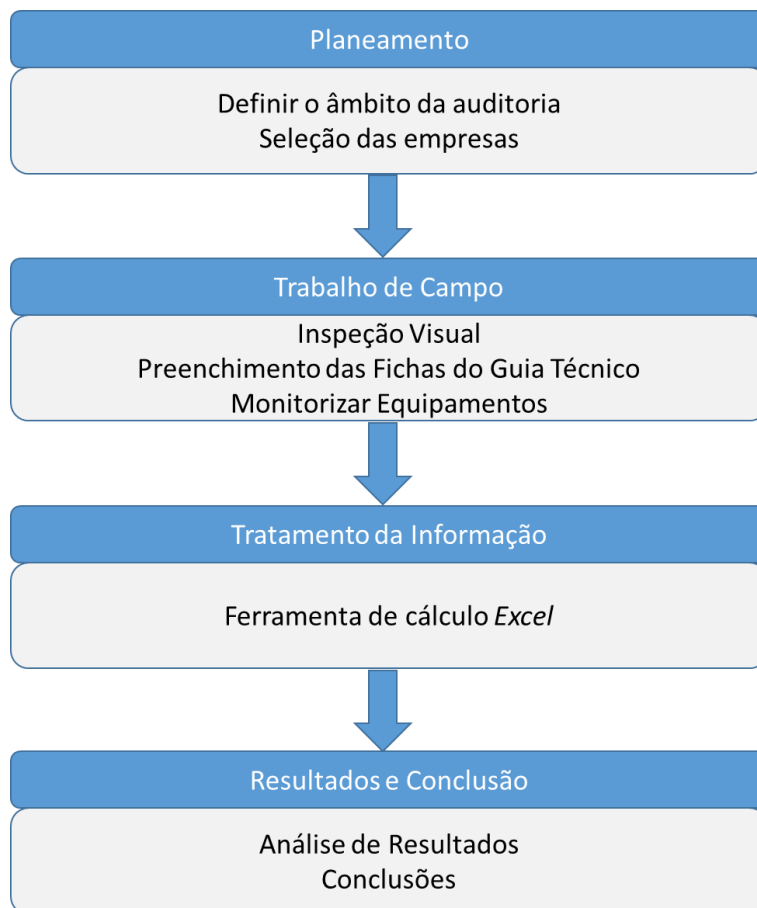 Planeamento
Definir o âmbito da auditoria
Seleção das empresas
Trabalho de Campo
Inspeção Visual
Preenchimento das Fichas do Guia Técnico
Monitorizar Equipamentos
Tratamento da Informação
Ferramenta de cálculo Excel
Resultados e Conclusão
Análise de Resultados
Conclusões